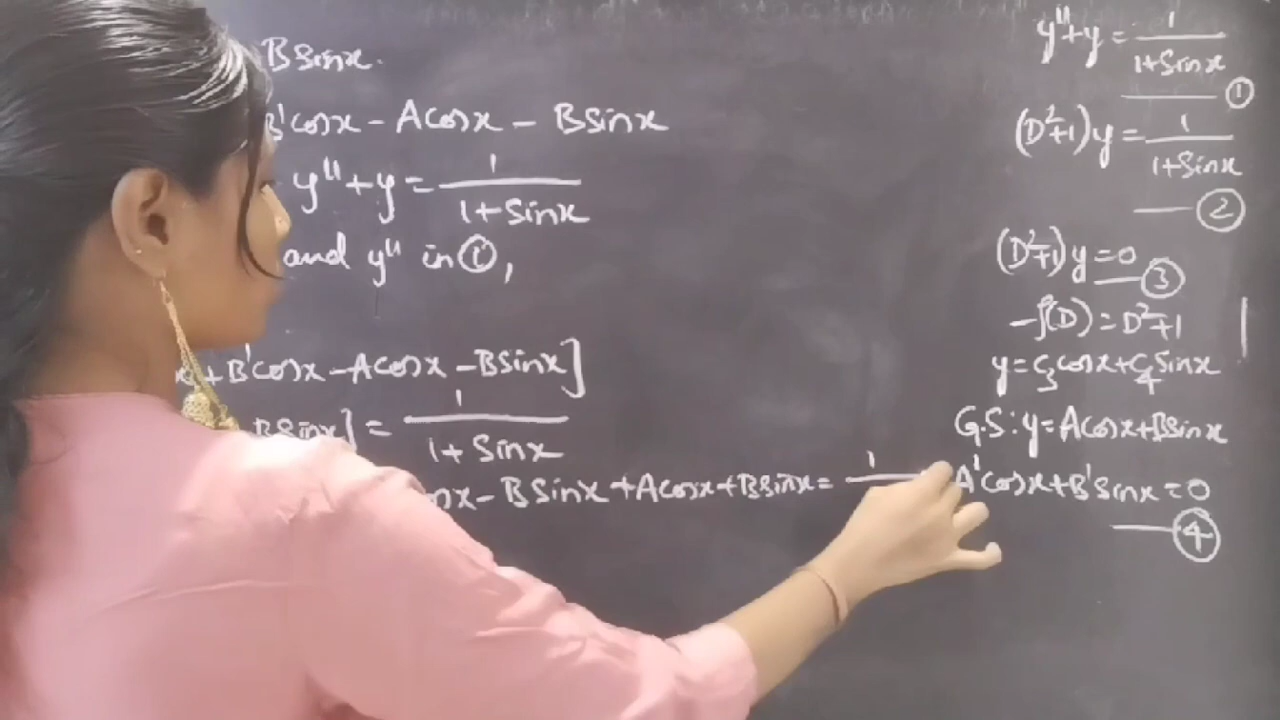 B sinx.
B'cosx - Acosx - Bsinx
y'' + y = 1/(1+Sinx)
and y'' in ①,
x + B'cosx - Acosx - Bsinx]
Bsinx] = 1/(1+Sinx)
cosx - Bsinx + Acosx + Bsinx = 1
y''+y = 1/(1+Sinx) — ①
(D²+1)y = 1/(1+Sinx) — ②
(D²+1)y = 0 — ③
f(D) = D²+1
y = C₃cosx + C₄Sinx
G.S: y = Acosx + Bsinx
A'cosx + B'sinx = 0 — ④